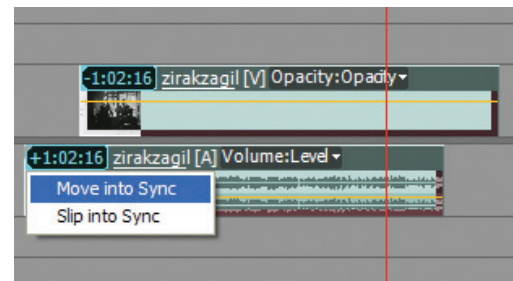 -1:02:16 zirakzagil [V] Opacity:Opacity
+1:02:16 zirakzagil [A] Volume:Level
Move into Sync
Slip into Sync